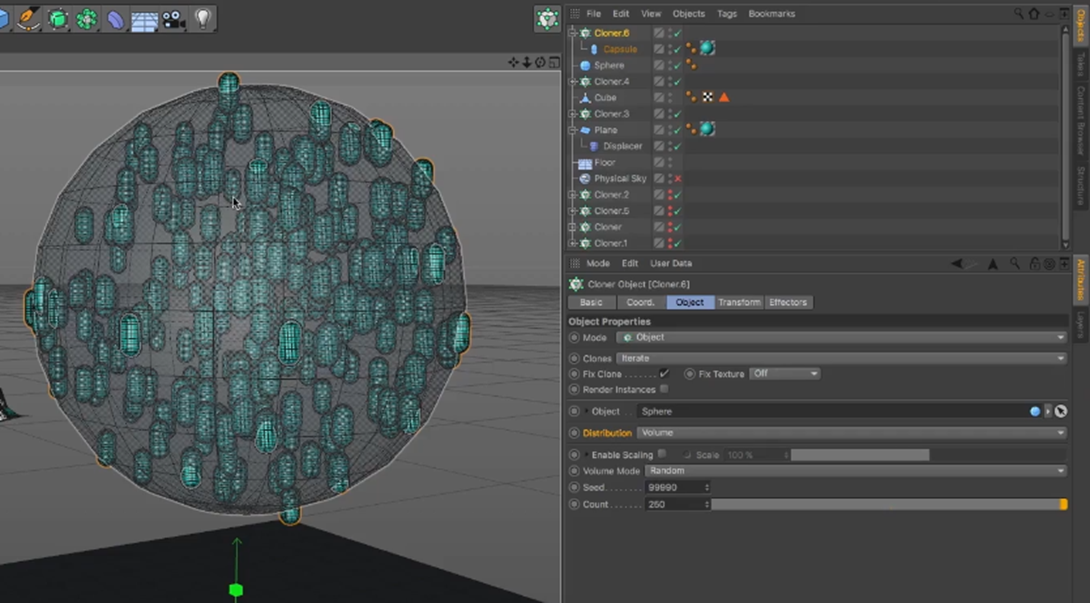 File Edit View Objects Tags Bookmarks
Cloner.6
Capsule
Sphere
Cloner.4
Cube
Cloner.3
Plane
Displacer
Floor
Physical Sky
Cloner.2
Cloner.5
Cloner
Cloner.1
Objects
Takes
Content Browser
Structure
Mode Edit User Data
Cloner Object [Cloner.6]
Basic Coord. Object Transform Effectors
Object Properties
Mode Object
Clones Iterate
Fix Clone . . . . . . Fix Texture Off
Render Instances
Object . . Sphere
Distribution Volume
Enable Scaling Scale 100 %
Volume Mode Random
Seed. . . . . . . . 99990
Count . . . . . . . 260
Attributes
Layers